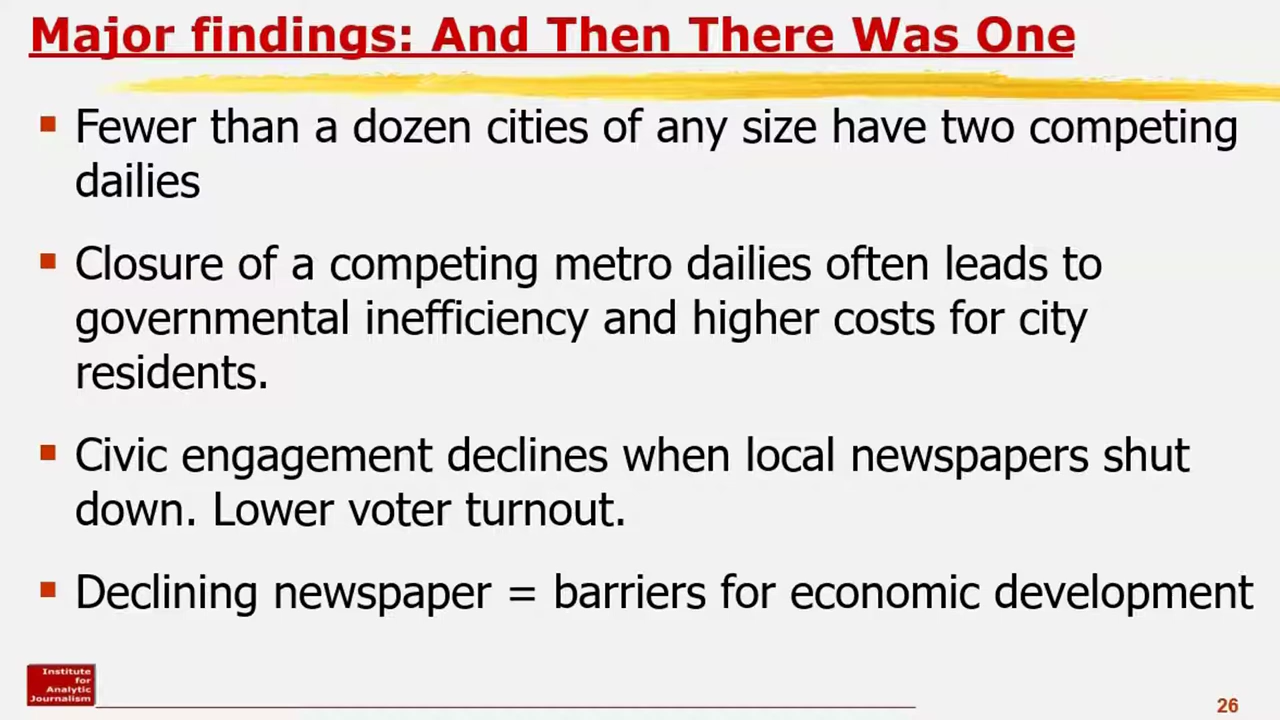 Major findings: And Then There Was One
▪ Fewer than a dozen cities of any size have two competing
dailies
▪ Closure of a competing metro dailies often leads to
governmental inefficiency and higher costs for city
residents.
▪ Civic engagement declines when local newspapers shut
down. Lower voter turnout.
▪ Declining newspaper = barriers for economic development
Institute
for
Analytic
Journalism
26